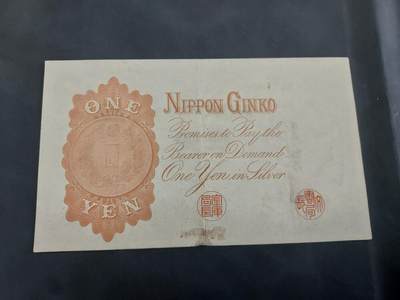 ONE
YEN
NIPPON GINKO
Promises to Pay the
Bearer on Demand
One Yen in Silver